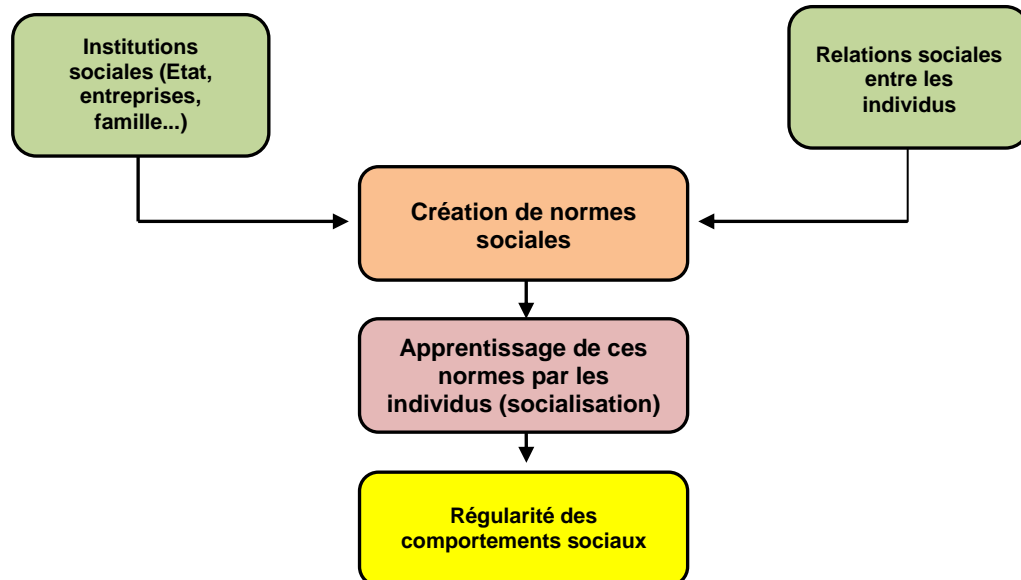 Institutions
sociales (Etat,
entreprises,
famille...)
Relations sociales
entre les
individus
Création de normes
sociales
Apprentissage de ces
normes par les
individus (socialisation)
Régularité des
comportements sociaux